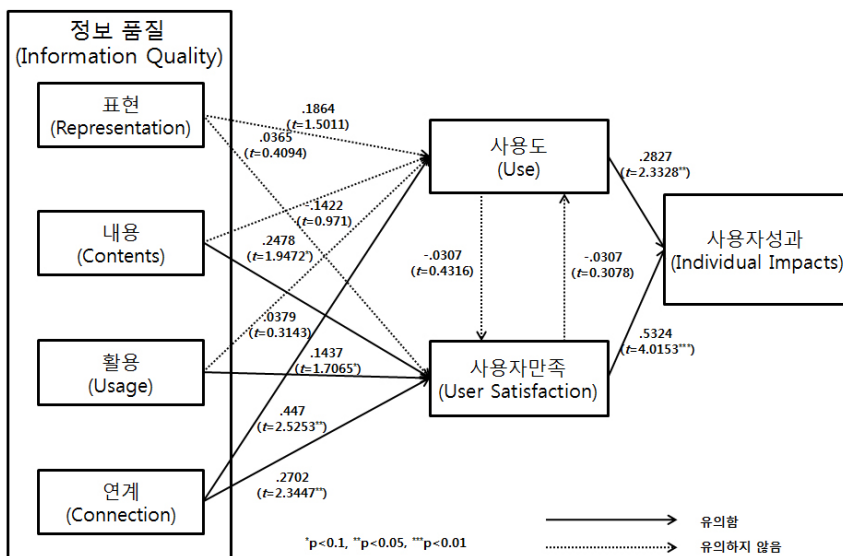 정보 품질
(Information Quality)
표현
(Representation)
내용
(Contents)
활용
(Usage)
연계
(Connection)
.1864
(t=1.5011)
.0365
(t=0.4094)
.1422
(t=0.971)
.2478
(t=1.9472*)
.0379
(t=0.3143)
.1437
(t=1.7065*)
.447
(t=2.5253**)
.2702
(t=2.3447**)
사용도
(Use)
-.0307
(t=0.4316)
-.0307
(t=0.3078)
사용자만족
(User Satisfaction)
.2827
(t=2.3328**)
.5324
(t=4.0153***)
사용자성과
(Individual Impacts)
*p<0.1, **p<0.05, ***p<0.01
유의함
유의하지 않음